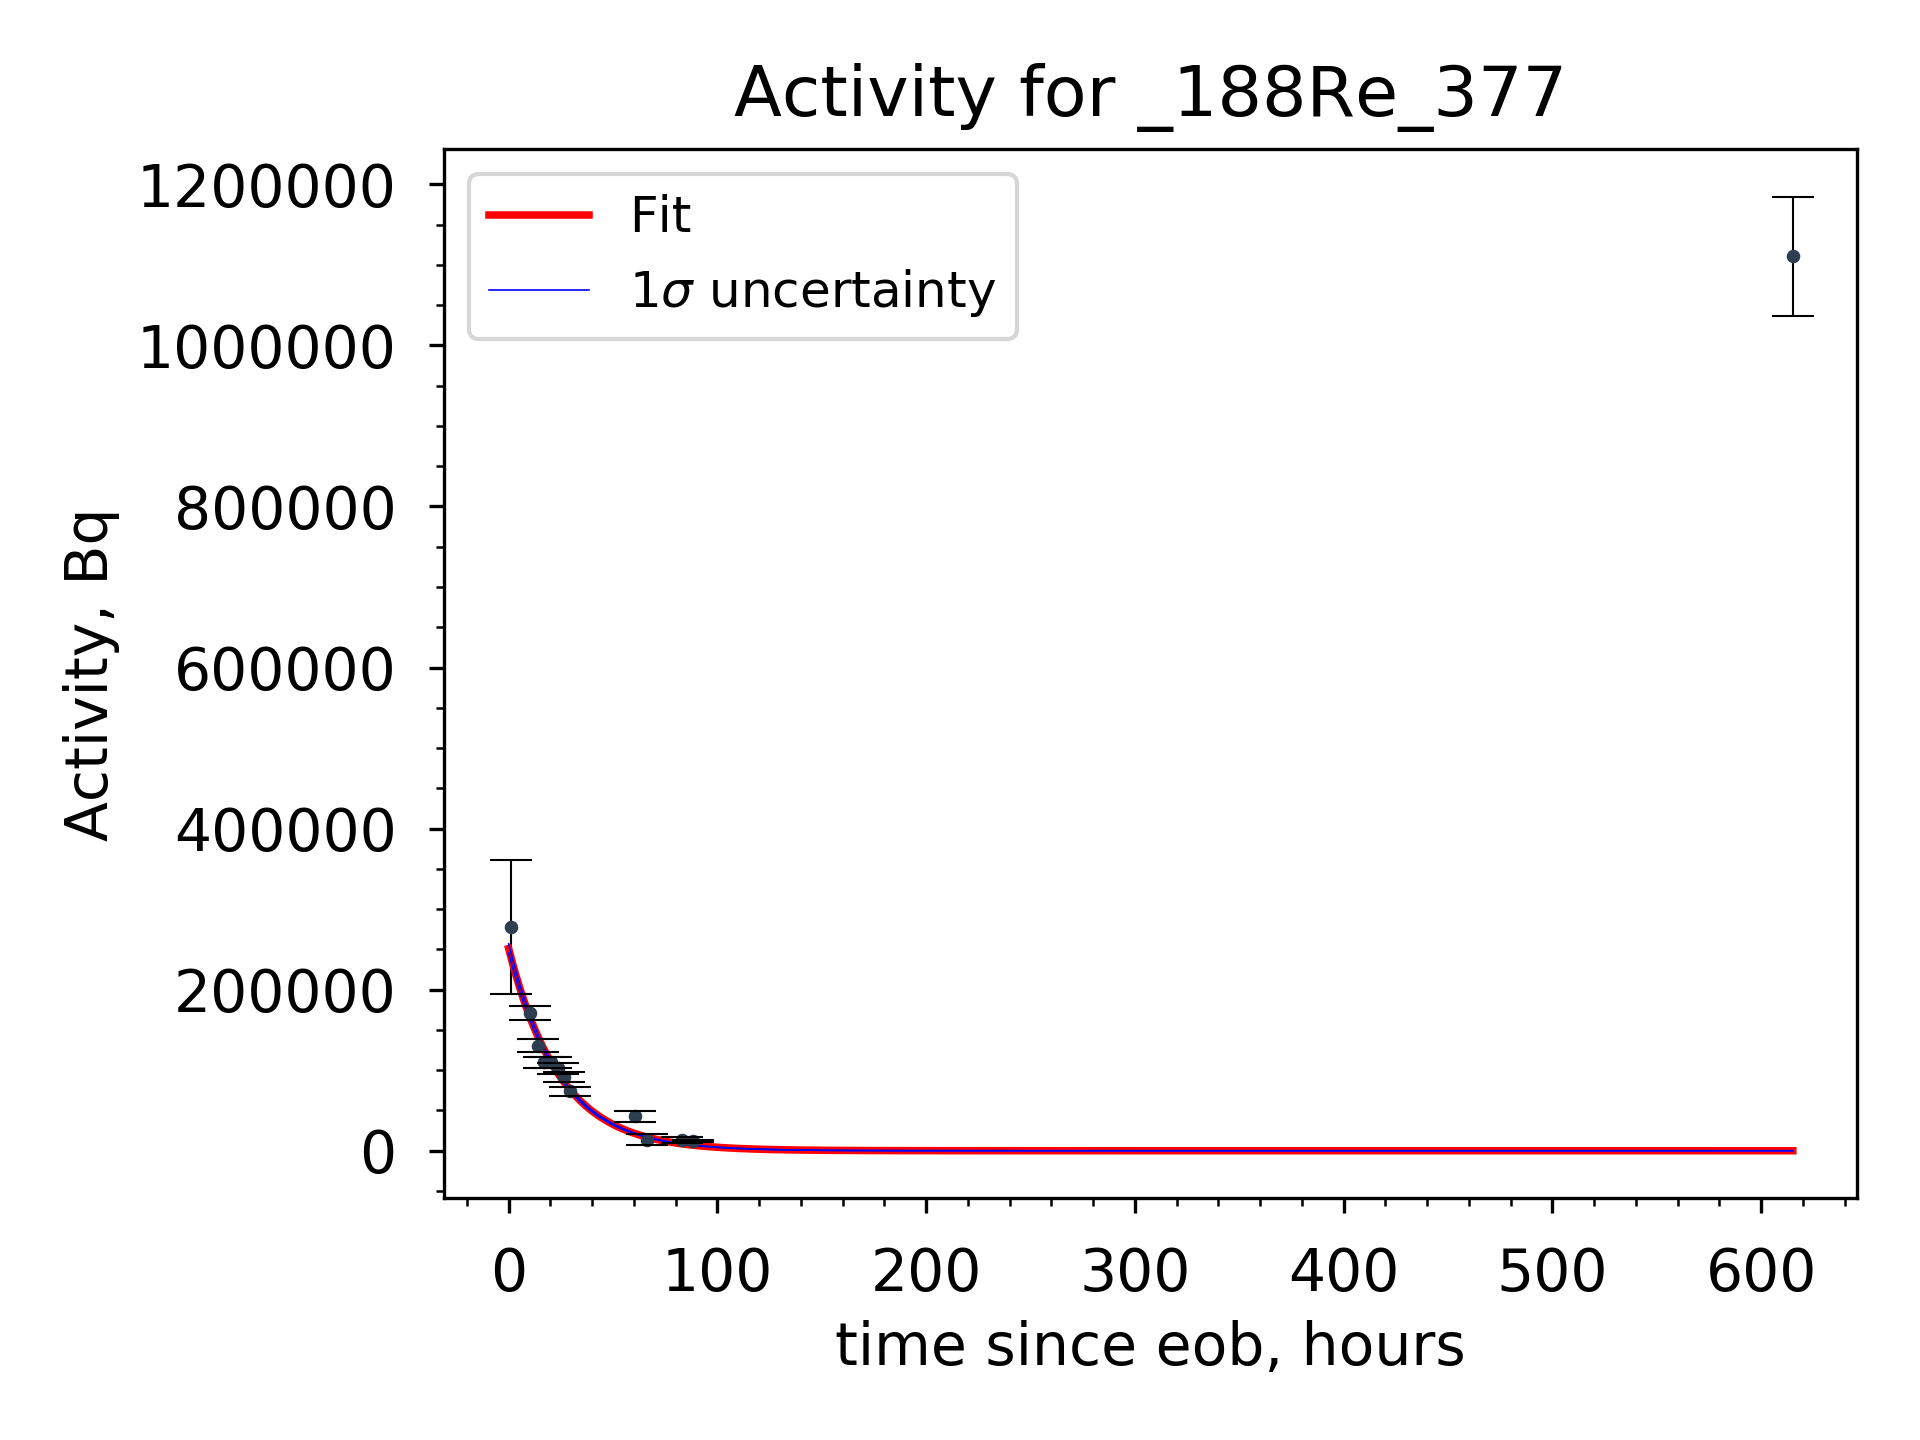 Activity for _188Re_377
1200000
1000000
800000
600000
400000
200000
0
Activity, Bq
Fit
1σ uncertainty
0 100 200 300 400 500 600
time since eob, hours